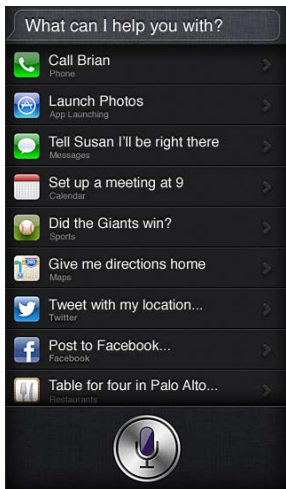 What can I help you with?
Call Brian
Phone
Launch Photos
App Launching
Tell Susan I'll be right there
Messages
Set up a meeting at 9
Calendar
Did the Giants win?
Sports
Give me directions home
Maps
Tweet with my location...
Twitter
Post to Facebook...
Facebook
Table for four in Palo Alto...
Restaurants